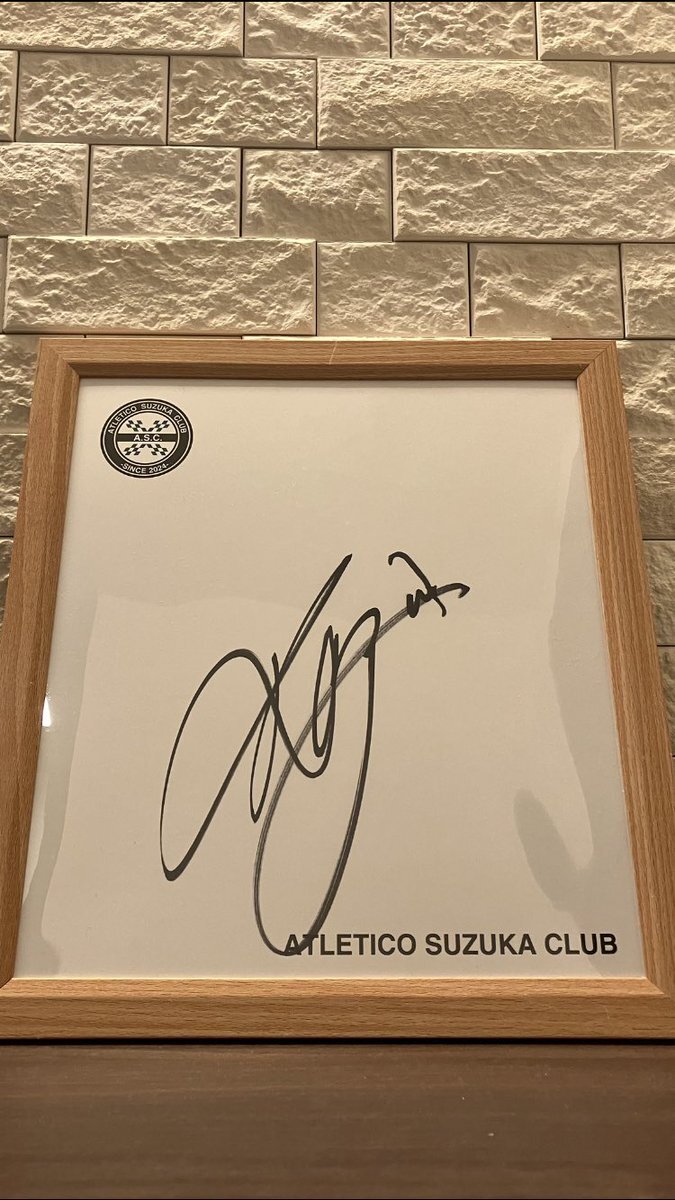 ATLETICO SUZUKA CLUB
A.S.C.
-SINCE 2024-
ATLETICO SUZUKA CLUB